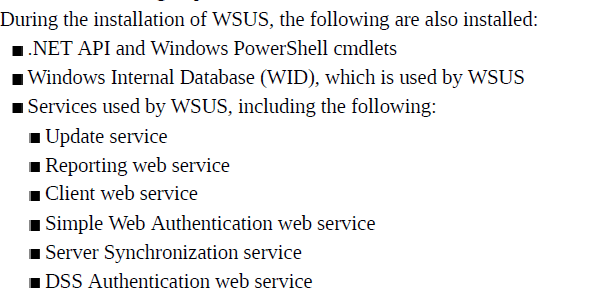 During the installation of WSUS, the following are also installed:
■ .NET API and Windows PowerShell cmdlets
■ Windows Internal Database (WID), which is used by WSUS
■ Services used by WSUS, including the following:
■ Update service
■ Reporting web service
■ Client web service
■ Simple Web Authentication web service
■ Server Synchronization service
■ DSS Authentication web service